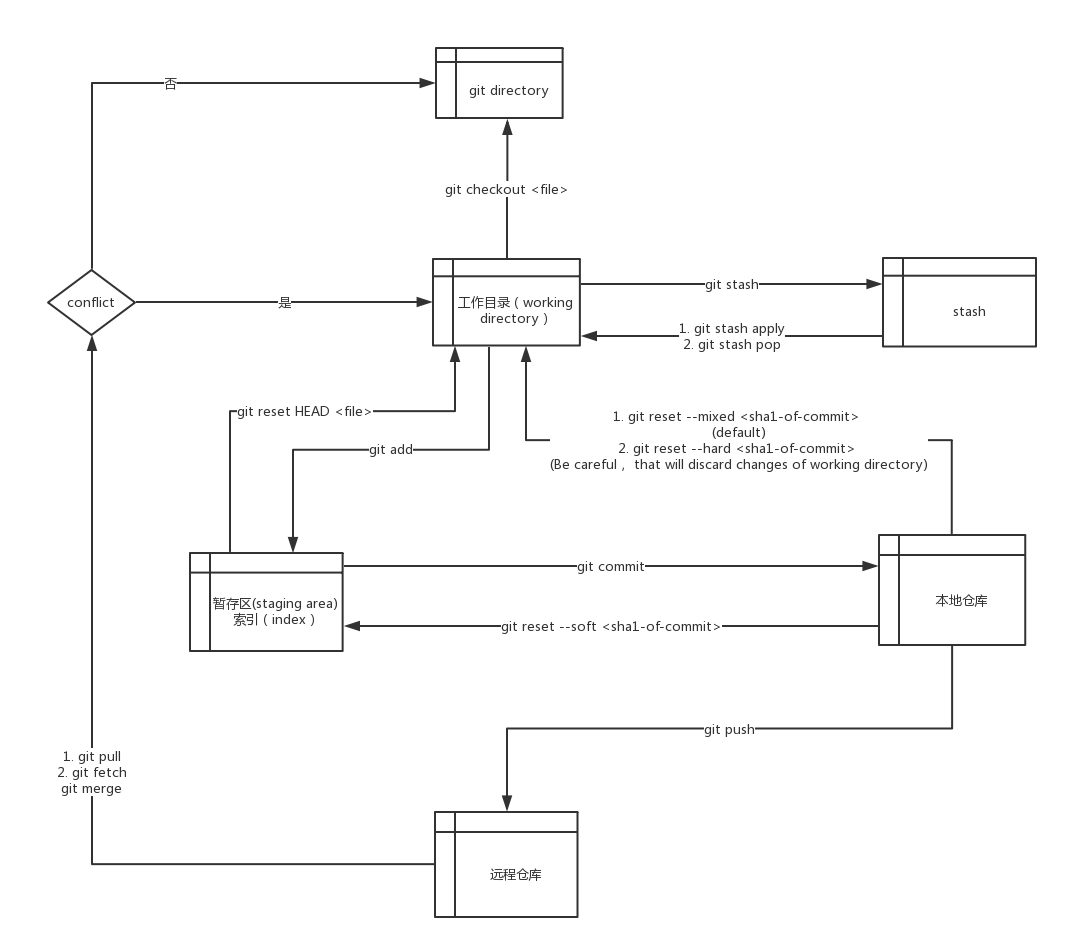 否
git directory
git checkout <file>
conflict
是
工作目录（working
directory）
git stash
stash
1. git stash apply
2. git stash pop
git reset HEAD <file>
git add
1. git reset --mixed <sha1-of-commit>
(default)
2. git reset --hard <sha1-of-commit>
(Be careful， that will discard changes of working directory)
git commit
暂存区(staging area)
索引（index）
本地仓库
git reset --soft <sha1-of-commit>
git push
1. git pull
2. git fetch
git merge
远程仓库